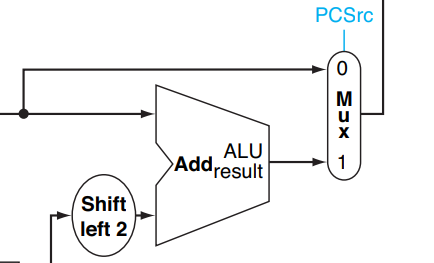 PCSrc
0
M
u
x
1
Add
ALU
result
Shift
left 2